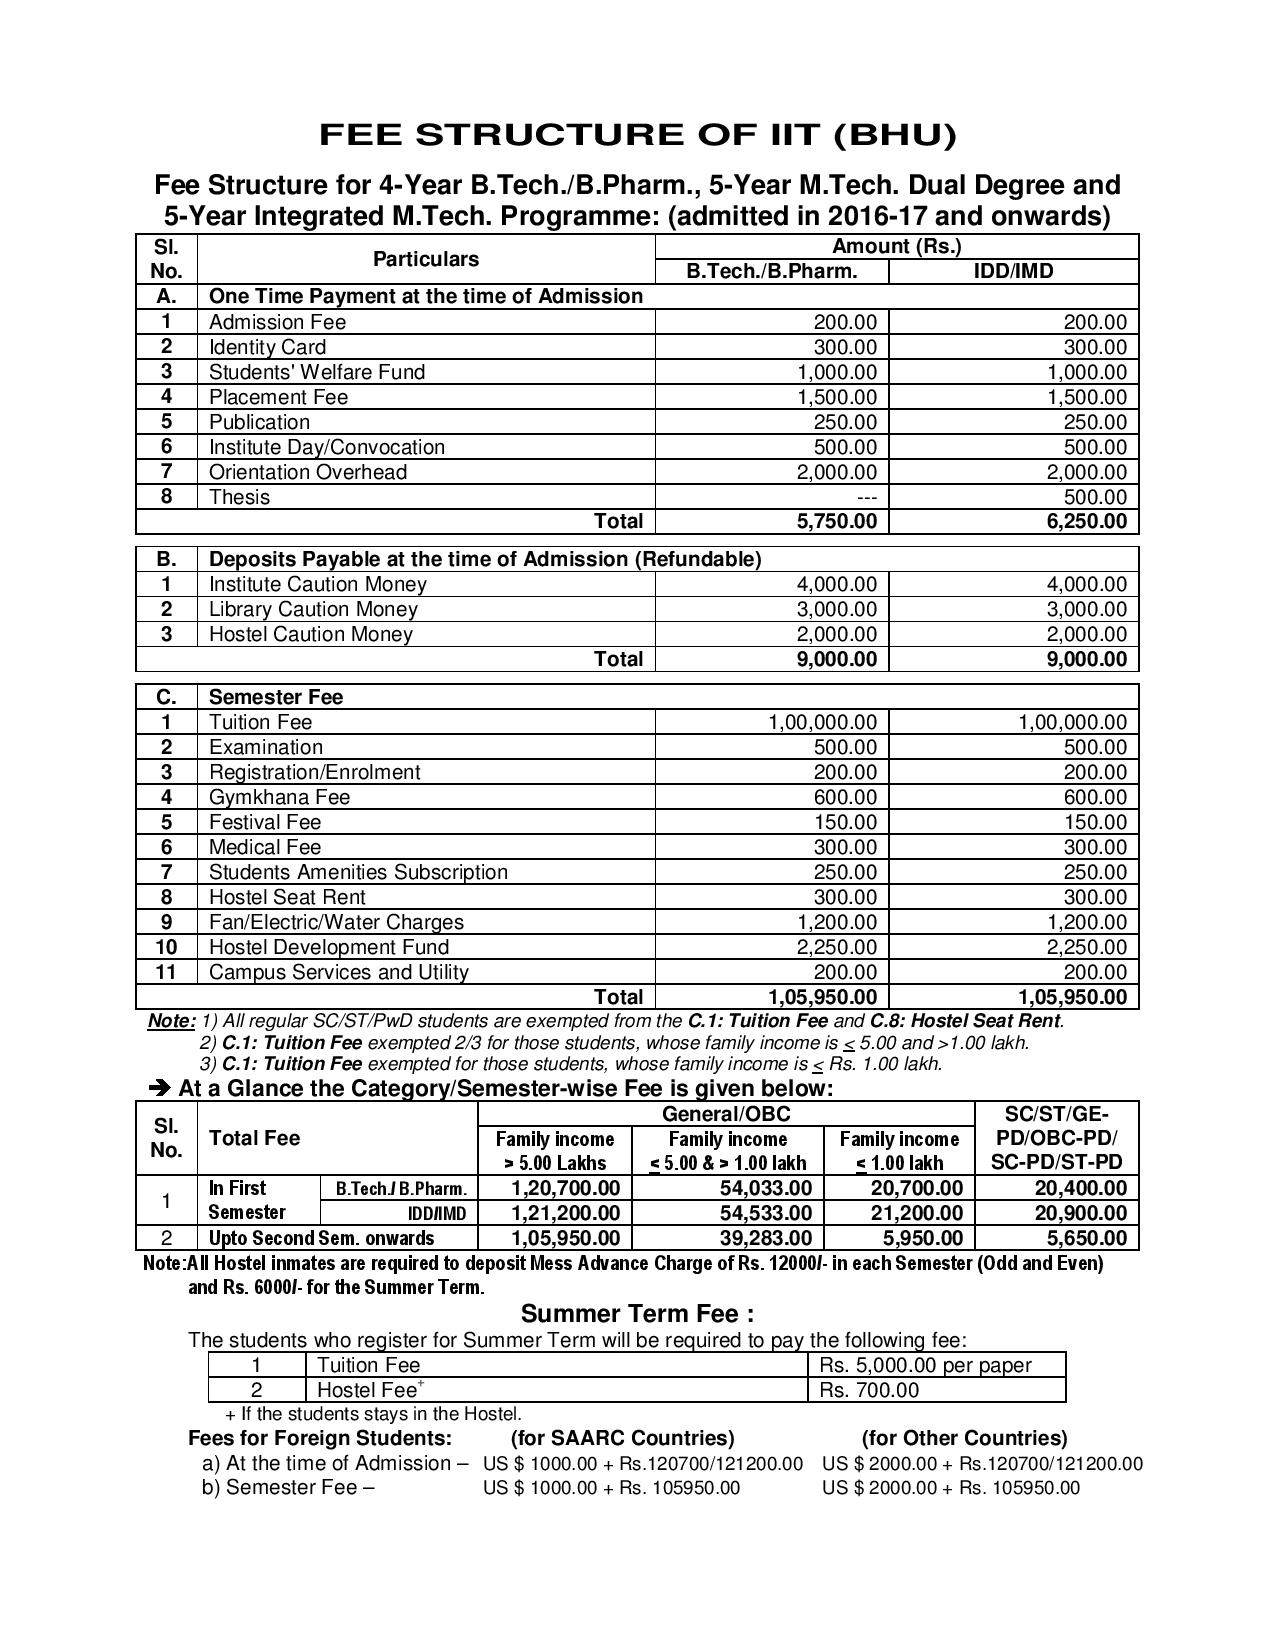 FEE STRUCTURE OF IIT (BHU)
Fee Structure for 4-Year B.Tech./B.Pharm., 5-Year M.Tech. Dual Degree and
5-Year Integrated M.Tech. Programme: (admitted in 2016-17 and onwards)
Sl. No. Particulars Amount (Rs.)
B.Tech./B.Pharm. IDD/IMD
A. One Time Payment at the time of Admission
1 Admission Fee 200.00 200.00
2 Identity Card 300.00 300.00
3 Students' Welfare Fund 1,000.00 1,000.00
4 Placement Fee 1,500.00 1,500.00
5 Publication 250.00 250.00
6 Institute Day/Convocation 500.00 500.00
7 Orientation Overhead 2,000.00 2,000.00
8 Thesis --- 500.00
Total 5,750.00 6,250.00
B. Deposits Payable at the time of Admission (Refundable)
1 Institute Caution Money 4,000.00 4,000.00
2 Library Caution Money 3,000.00 3,000.00
3 Hostel Caution Money 2,000.00 2,000.00
Total 9,000.00 9,000.00
C. Semester Fee
1 Tuition Fee 1,00,000.00 1,00,000.00
2 Examination 500.00 500.00
3 Registration/Enrolment 200.00 200.00
4 Gymkhana Fee 600.00 600.00
5 Festival Fee 150.00 150.00
6 Medical Fee 300.00 300.00
7 Students Amenities Subscription 250.00 250.00
8 Hostel Seat Rent 300.00 300.00
9 Fan/Electric/Water Charges 1,200.00 1,200.00
10 Hostel Development Fund 2,250.00 2,250.00
11 Campus Services and Utility 200.00 200.00
Total 1,05,950.00 1,05,950.00
Note: 1) All regular SC/ST/PwD students are exempted from the C.1: Tuition Fee and C.8: Hostel Seat Rent.
2) C.1: Tuition Fee exempted 2/3 for those students, whose family income is ≤ 5.00 and >1.00 lakh.
3) C.1: Tuition Fee exempted for those students, whose family income is ≤ Rs. 1.00 lakh.
➔ At a Glance the Category/Semester-wise Fee is given below:
Sl. No. Total Fee General/OBC SC/ST/GE-PD/OBC-PD/SC-PD/ST-PD
Family income > 5.00 Lakhs Family income ≤ 5.00 & > 1.00 lakh Family income ≤ 1.00 lakh
1 In First Semester B.Tech./ B.Pharm. 1,20,700.00 54,033.00 20,700.00 20,400.00
IDD/IMD 1,21,200.00 54,533.00 21,200.00 20,900.00
2 Upto Second Sem. onwards 1,05,950.00 39,283.00 5,950.00 5,650.00
Note:All Hostel inmates are required to deposit Mess Advance Charge of Rs. 12000/- in each Semester (Odd and Even)
and Rs. 6000/- for the Summer Term.
Summer Term Fee :
The students who register for Summer Term will be required to pay the following fee:
1 Tuition Fee Rs. 5,000.00 per paper
2 Hostel Fee+ Rs. 700.00
+ If the students stays in the Hostel.
Fees for Foreign Students: (for SAARC Countries) (for Other Countries)
a) At the time of Admission – US $ 1000.00 + Rs.120700/121200.00 US $ 2000.00 + Rs.120700/121200.00
b) Semester Fee – US $ 1000.00 + Rs. 105950.00 US $ 2000.00 + Rs. 105950.00